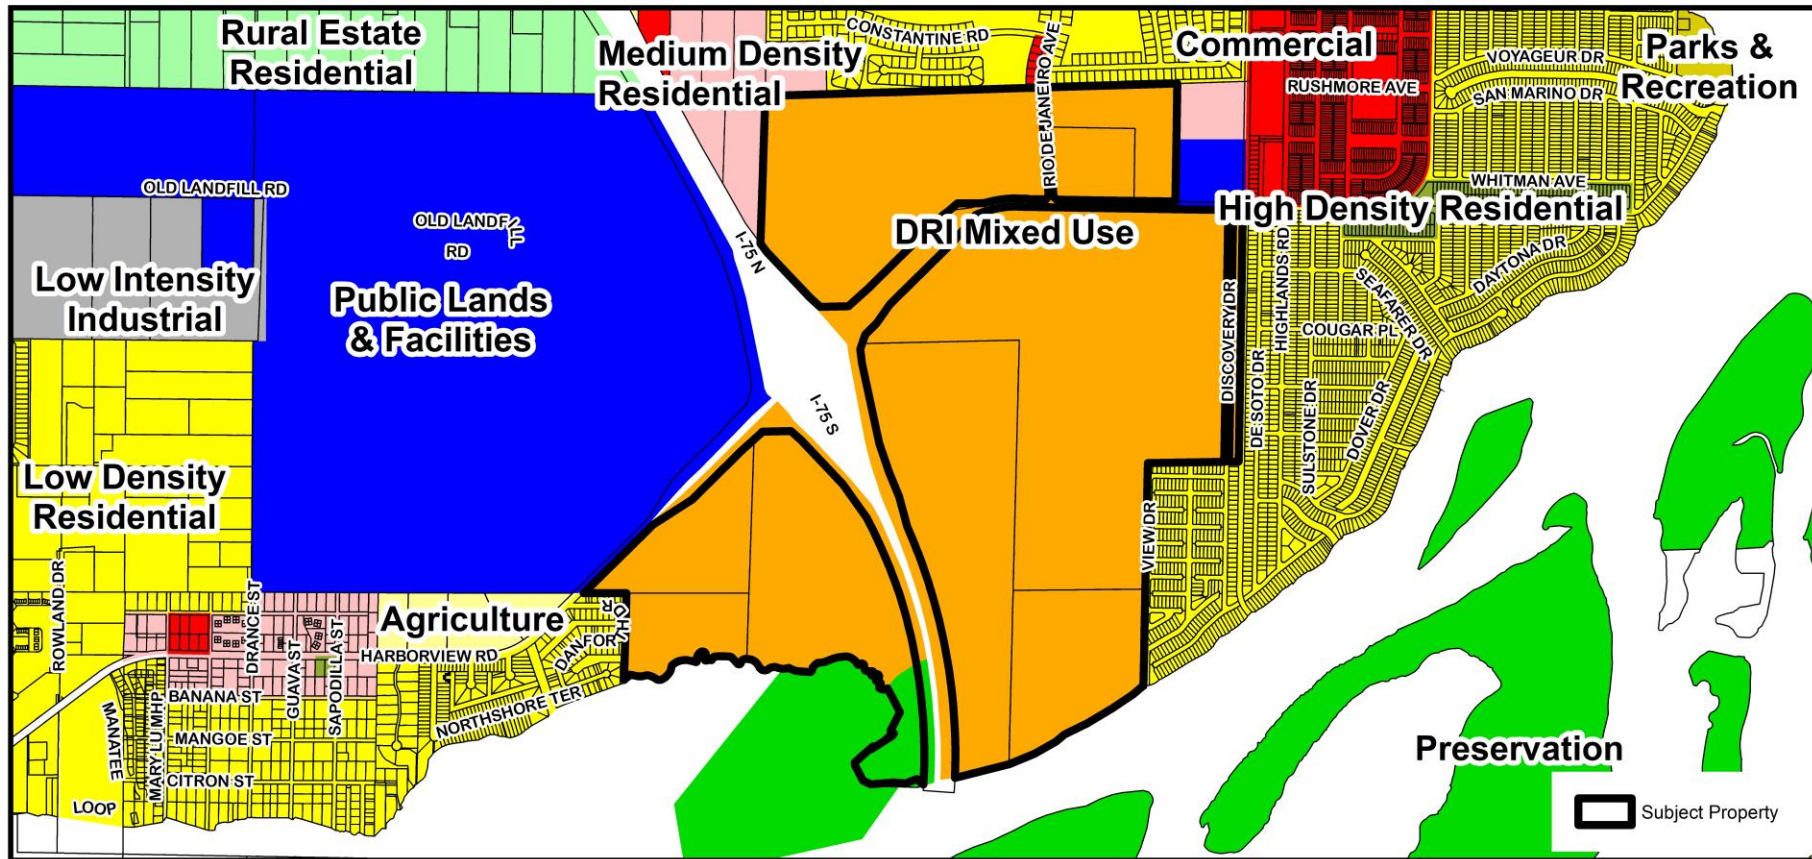 Rural Estate
Residential
Medium Density
Residential
CONSTANTINE RD
RIO DE JANEIRO AVE
Commercial
RUSHMORE AVE
VOYAGEUR DR
SAN MARINO DR
Parks &
Recreation
OLD LANDFILL RD
OLD LANDFILL
RD
I-75 N
DRI Mixed Use
WHITMAN AVE
High Density Residential
Low Intensity
Industrial
Public Lands
& Facilities
DISCOVERY DR
HIGHLANDS RD
DE SOTO DR
SEAFARER DR
DAYTONA DR
COUGAR PL
SULSTONE DR
DOVER DR
I-75 S
Low Density
Residential
VIEW DR
ROWLAND DR
DRANCE ST
GUAVA ST
SAPODILLA ST
Agriculture
HARBORVIEW RD
DANFOR
NORTHSHORE TER
BANANA ST
MANATEE
MARY LU MHP
MANGOE ST
CITRON ST
LOOP
Preservation
Subject Property